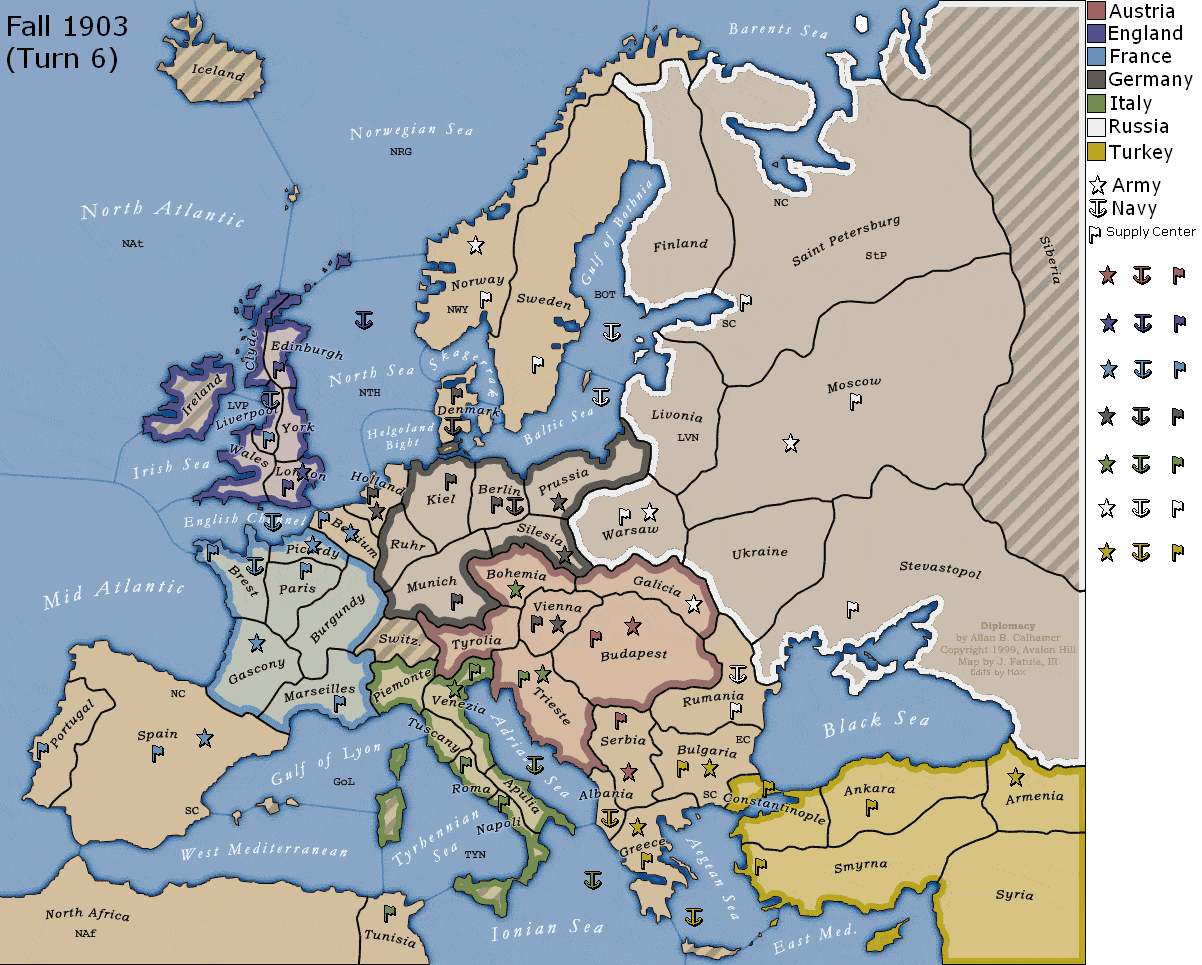 Fall 1903
(Turn 6)
Iceland
Barents Sea
Norwegian Sea
NRG
North Atlantic
NAt
NC
Saint Petersburg
StP
Siberia
Finland
Gulf of Bothnia
BOT
SC
Norway
NWY
Sweden
Skagerrak
North Sea
NTH
Clyde
Edinburgh
Ireland
LVP
Liverpool
York
Wales
London
Irish Sea
English Channel
Helgoland
Bight
Denmark
Baltic Sea
Livonia
LVN
Moscow
Holland
Belgium
Kiel
Berlin
Prussia
Ruhr
Silesia
Munich
Warsaw
Ukraine
Stevastopol
Mid Atlantic
Brest
Picardy
Paris
Burgundy
Gascony
Marseilles
Switz.
Bohemia
Galicia
Vienna
Tyrolia
Budapest
Trieste
Piemonte
Venezia
Tuscany
Roma
Apulia
Napoli
Adriatic Sea
Portugal
Spain
NC
SC
Gulf of Lyon
GoL
West Mediterranean
Tyrhennian
Sea
TYN
Ionian Sea
Serbia
Rumania
EC
Bulgaria
SC
Albania
Greece
Aegean Sea
Black Sea
Constantinople
Ankara
Armenia
Smyrna
Syria
East Med.
North Africa
NAf
Tunisia
Diplomacy
by Allan B. Calhamer
Copyright 1999, Avalon Hill
Map by J. Fatula, III
Edits by Max
Austria
England
France
Germany
Italy
Russia
Turkey
Army
Navy
Supply Center